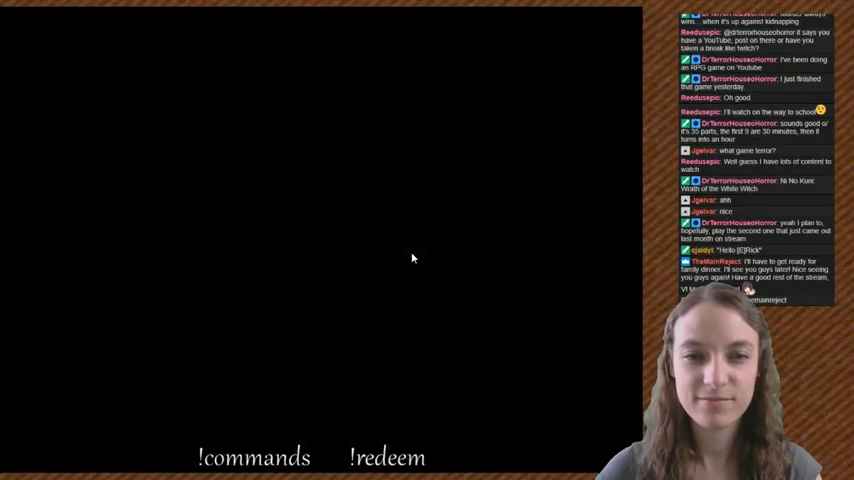 wins...when it's up against kidnapping
Reedusepic: @drterrorhouseohorror it says you
have a YouTube, post on there or have you
taken a break like twitch?
DrTerrorHouseoHorror: I've been doing
an RPG game on Youtube
DrTerrorHouseoHorror: I just finished
that game yesterday.
Reedusepic: Oh good
Reedusepic: I'll watch on the way to school
DrTerrorHouseoHorror: sounds good o/
it's 35 parts, the first 9 are 30 minutes, then it
turns into an hour
Jgelvar: what game terror?
Reedusepic: Well guess I have lots of content to
watch
DrTerrorHouseoHorror: Ni No Kuni:
Wrath of the White Witch
Jgelvar: ahh
Jgelvar: nice
DrTerrorHouseoHorror: yeah I plan to,
hopefully, play the second one that just came out
last month on stream
cjaidyt: "Hello [E]Rick"
TheMainReject: I'll have to get ready for
family dinner. I'll see you guys later! Nice seeing
you guys again! Have a good rest of the stream,
VI
!commands !redeem